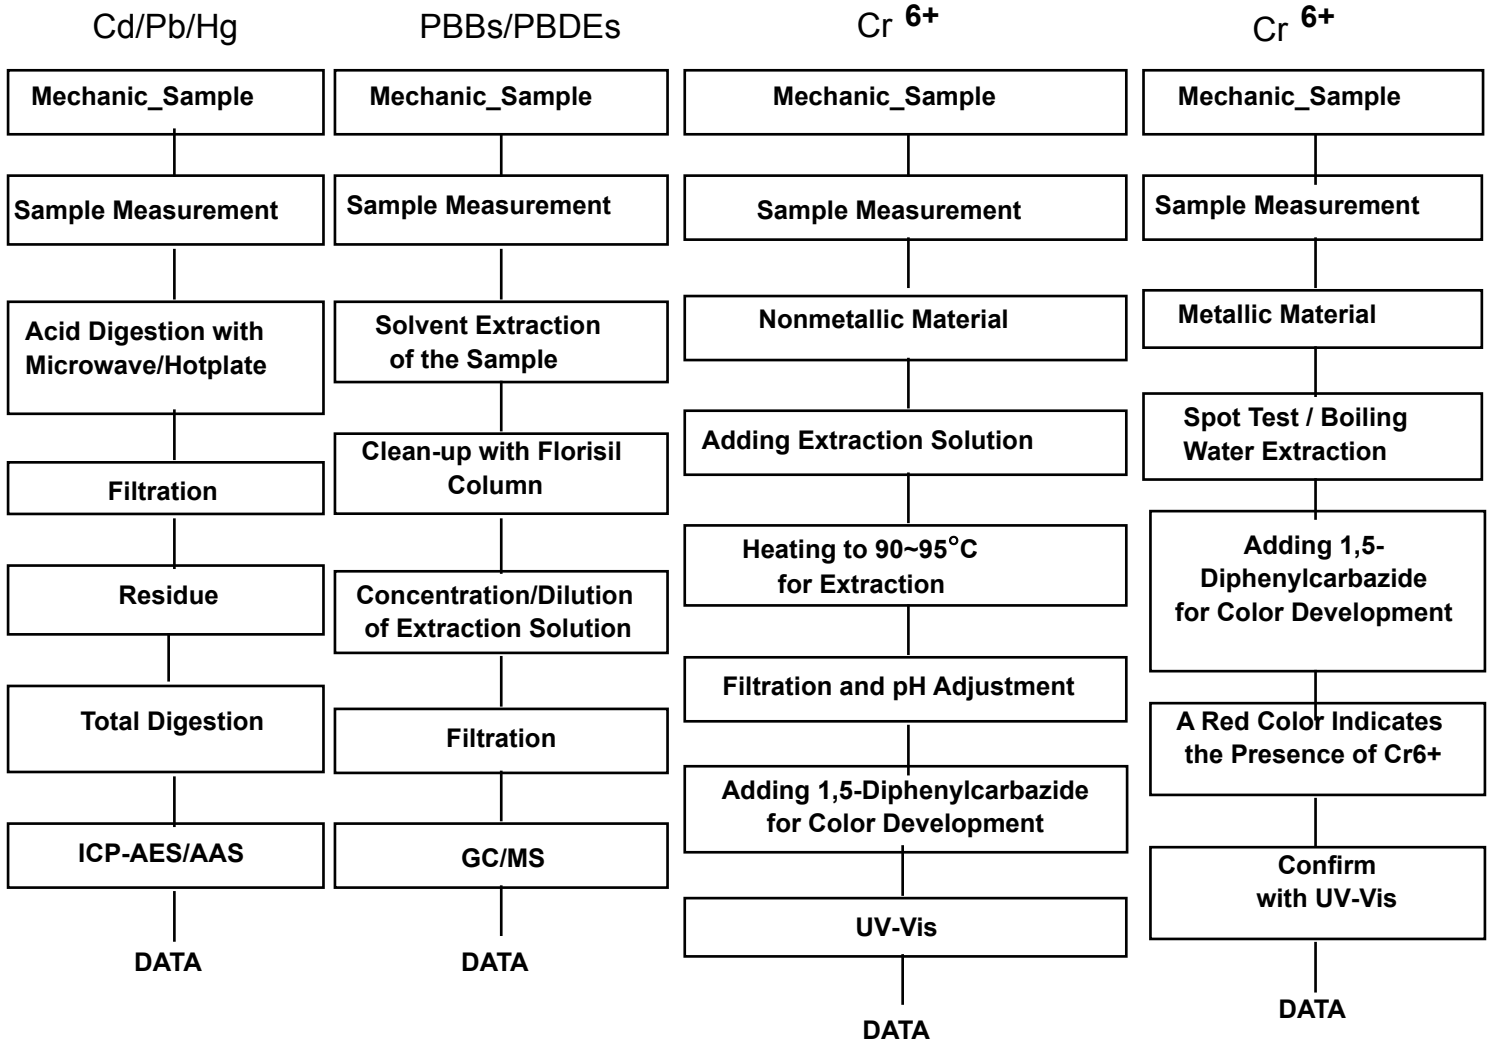 Cd/Pb/Hg
Mechanic_Sample
Sample Measurement
Acid Digestion with
Microwave/Hotplate
Filtration
Residue
Total Digestion
ICP-AES/AAS
DATA
PBBs/PBDEs
Mechanic_Sample
Sample Measurement
Solvent Extraction
of the Sample
Clean-up with Florisil
Column
Concentration/Dilution
of Extraction Solution
Filtration
GC/MS
DATA
Cr 6+
Mechanic_Sample
Sample Measurement
Nonmetallic Material
Adding Extraction Solution
Heating to 90~95°C
for Extraction
Filtration and pH Adjustment
Adding 1,5-Diphenylcarbazide
for Color Development
UV-Vis
DATA
Cr 6+
Mechanic_Sample
Sample Measurement
Metallic Material
Spot Test / Boiling
Water Extraction
Adding 1,5-
Diphenylcarbazide
for Color Development
A Red Color Indicates
the Presence of Cr6+
Confirm
with UV-Vis
DATA